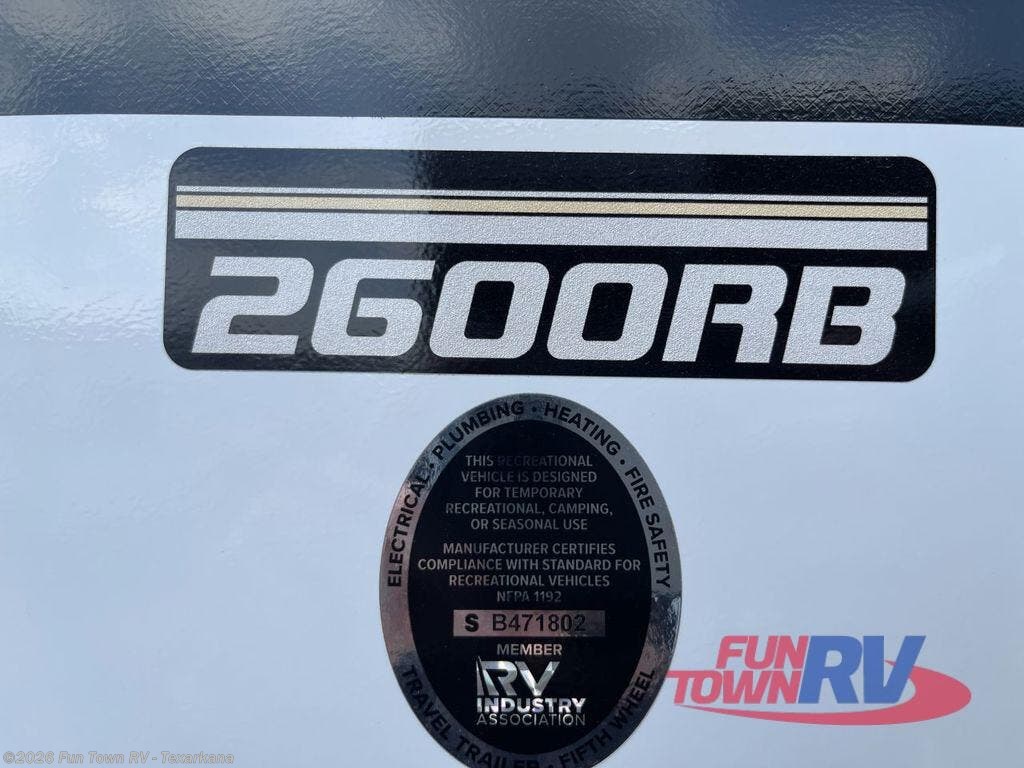 2600RB
ELECTRICAL · PLUMBING · HEATING · FIRE SAFETY
THIS RECREATIONAL
VEHICLE IS DESIGNED
FOR TEMPORARY
RECREATIONAL, CAMPING,
OR SEASONAL USE
MANUFACTURER CERTIFIES
COMPLIANCE WITH STANDARD FOR
RECREATIONAL VEHICLES
NFPA 1192
S B471802
MEMBER
RV
INDUSTRY
ASSOCIATION
TRAVEL TRAILER · FIFTH WHEEL
FUN
TOWN RV
©2026 Fun Town RV - Texarkana